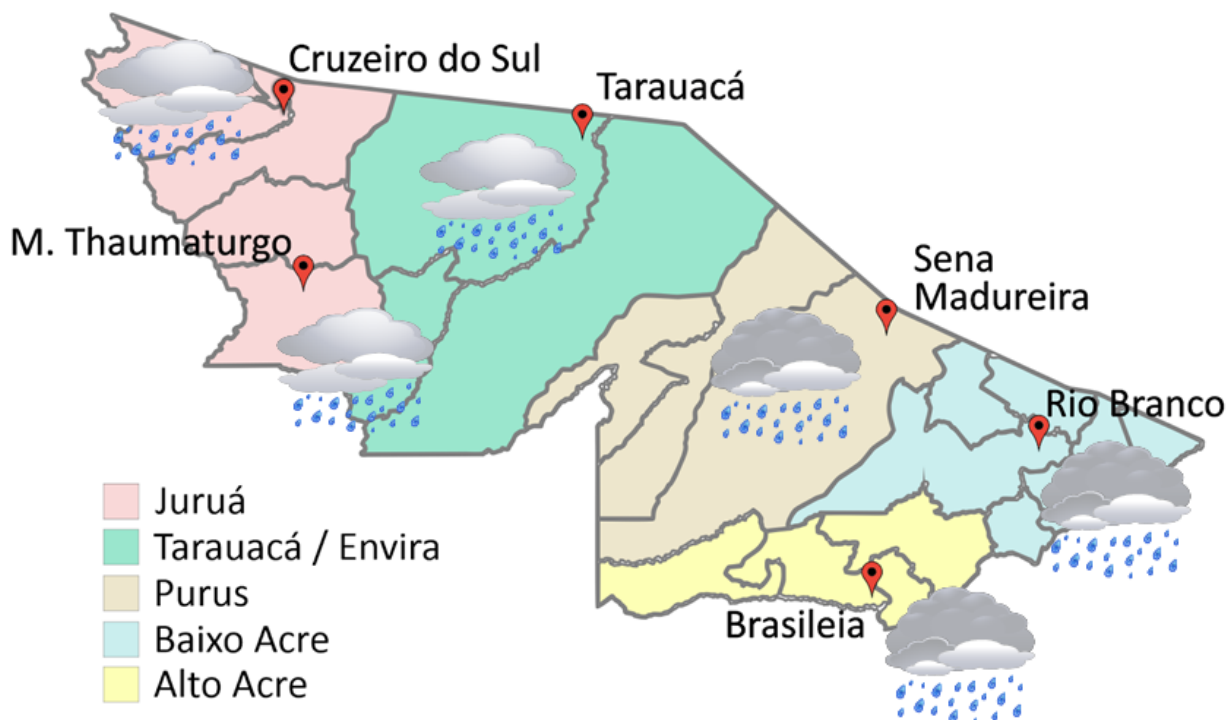 Cruzeiro do Sul
Tarauacá
M. Thaumaturgo
Sena
Madureira
Rio Branco
Brasileia
Juruá
Tarauacá / Envira
Purus
Baixo Acre
Alto Acre